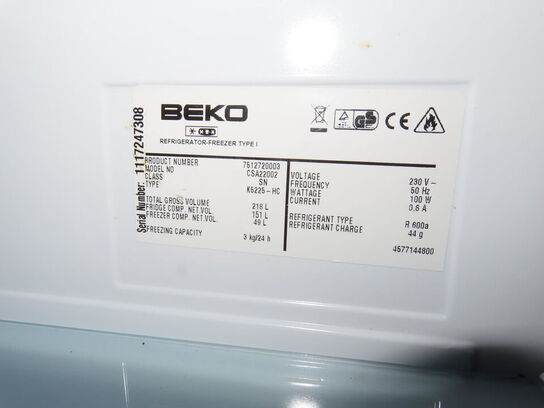 Serial Number: 1117247308
BEKO
REFRIGERATOR-FREEZER TYPE I
PRODUCT NUMBER 7512720003
MODEL NO CSA22002
CLASS SN
TYPE K5225 - HC
TOTAL GROSS VOLUME 218 L
FRIDGE COMP. NET.VOL 151 L
FREEZER COMP. NET VOL. 49 L
FREEZING CAPACITY 3 kg/24 h
GS
CE
VOLTAGE 230 V ~
FREQUENCY 50 Hz
WATTAGE 100 W
CURRENT 0,6 A
REFRIGERANT TYPE R 600a
REFRIGERANT CHARGE 44 g
4577144800